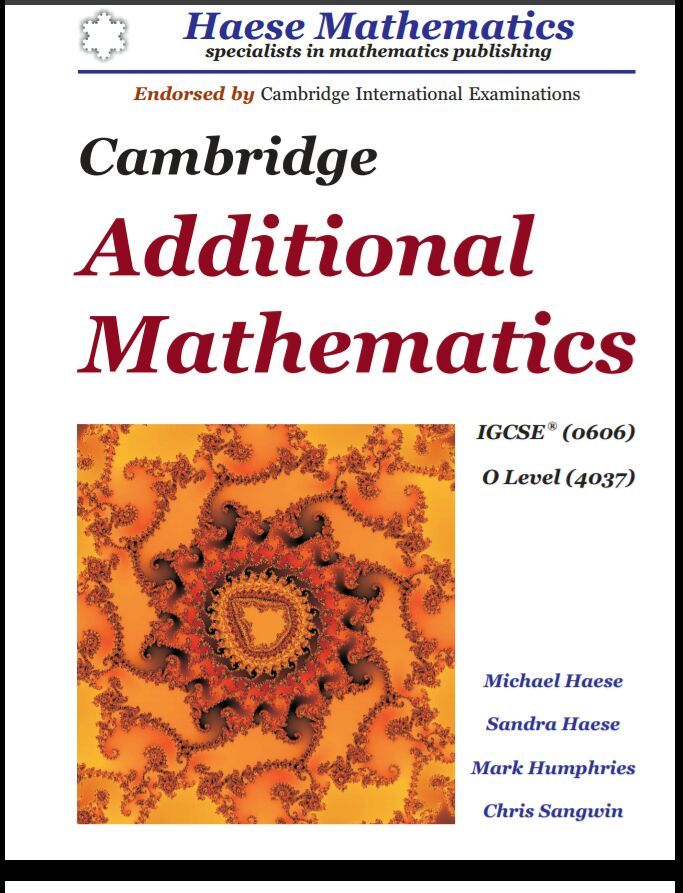 Haese Mathematics
specialists in mathematics publishing
Endorsed by Cambridge International Examinations
Cambridge
Additional
Mathematics
IGCSE® (0606)
O Level (4037)
Michael Haese
Sandra Haese
Mark Humphries
Chris Sangwin